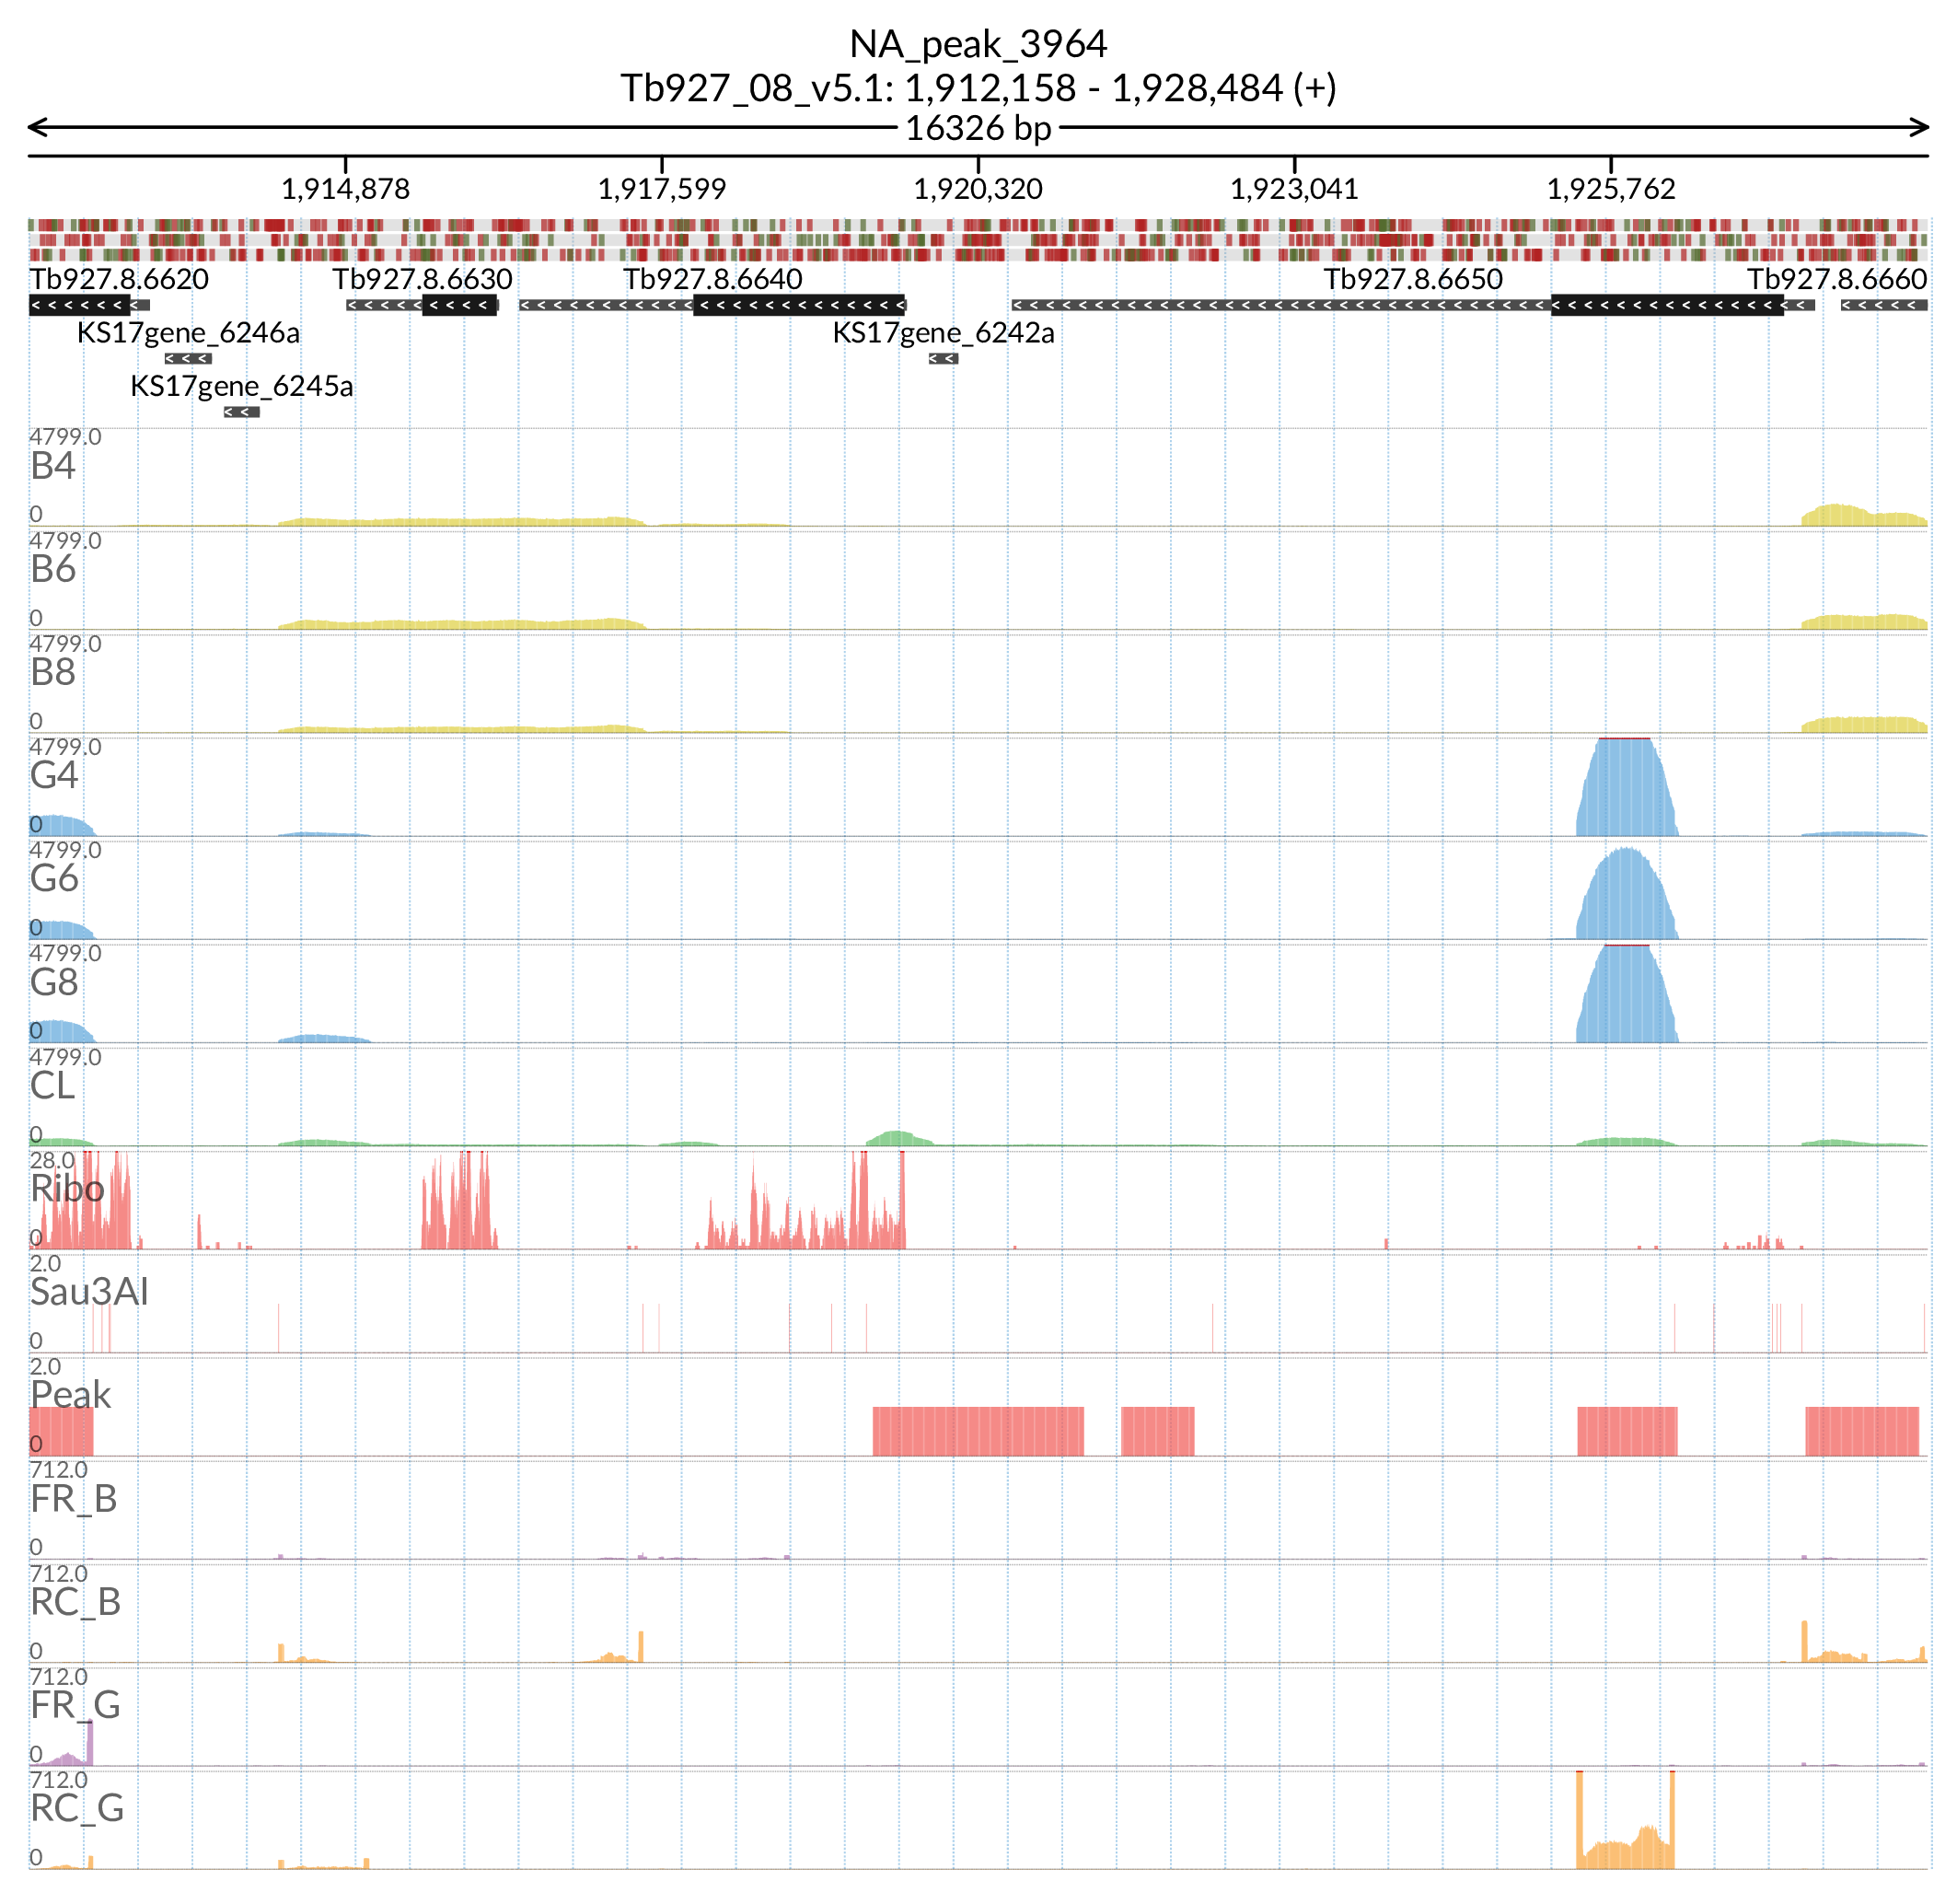 NA_peak_3964
Tb927_08_v5.1: 1,912,158 - 1,928,484 (+)
16326 bp
1,914,878 1,917,599 1,920,320 1,923,041 1,925,762
Tb927.8.6620 Tb927.8.6630 Tb927.8.6640 Tb927.8.6650 Tb927.8.6660
KS17gene_6246a KS17gene_6242a
KS17gene_6245a
4799.0
B4
0
4799.0
B6
0
4799.0
B8
0
4799.0
G4
0
4799.0
G6
0
4799.0
G8
0
4799.0
CL
0
28.0
Ribo
0
2.0
Sau3AI
0
2.0
Peak
0
712.0
FR_B
0
712.0
RC_B
0
712.0
FR_G
0
712.0
RC_G
0